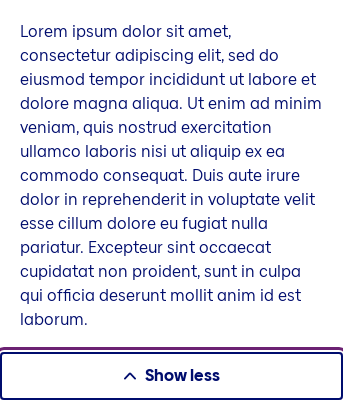 Lorem ipsum dolor sit amet,
consectetur adipiscing elit, sed do
eiusmod tempor incididunt ut labore et
dolore magna aliqua. Ut enim ad minim
veniam, quis nostrud exercitation
ullamco laboris nisi ut aliquip ex ea
commodo consequat. Duis aute irure
dolor in reprehenderit in voluptate velit
esse cillum dolore eu fugiat nulla
pariatur. Excepteur sint occaecat
cupidatat non proident, sunt in culpa
qui officia deserunt mollit anim id est
laborum.
Show less